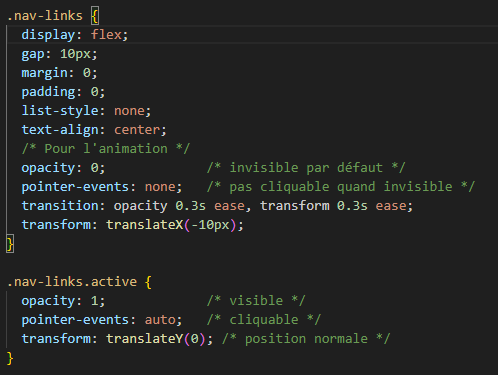 .nav-links {
  display: flex;
  gap: 10px;
  margin: 0;
  padding: 0;
  list-style: none;
  text-align: center;
  /* Pour l'animation */
  opacity: 0;             /* invisible par défaut */
  pointer-events: none;   /* pas cliquable quand invisible */
  transition: opacity 0.3s ease, transform 0.3s ease;
  transform: translateX(-10px);
}

.nav-links.active {
  opacity: 1;             /* visible */
  pointer-events: auto;   /* cliquable */
  transform: translateY(0); /* position normale */
}